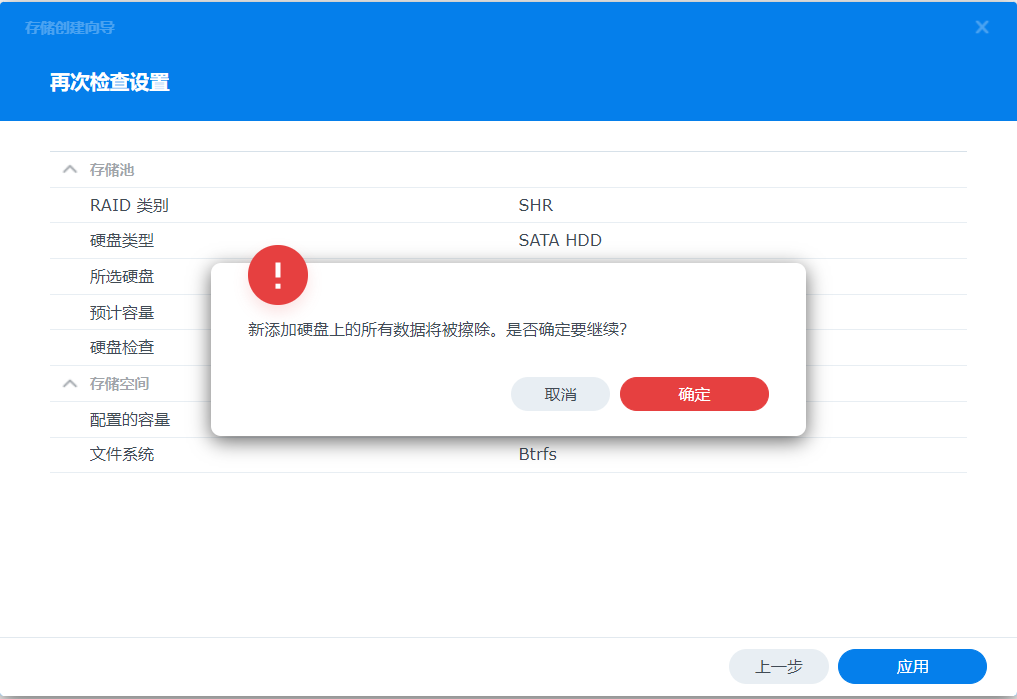 存储创建向导
再次检查设置
存储池
RAID 类别 SHR
硬盘类型 SATA HDD
所选硬盘
预计容量
硬盘检查
存储空间
配置的容量
文件系统 Btrfs
新添加硬盘上的所有数据将被擦除。是否确定要继续?
取消 确定
上一步 应用